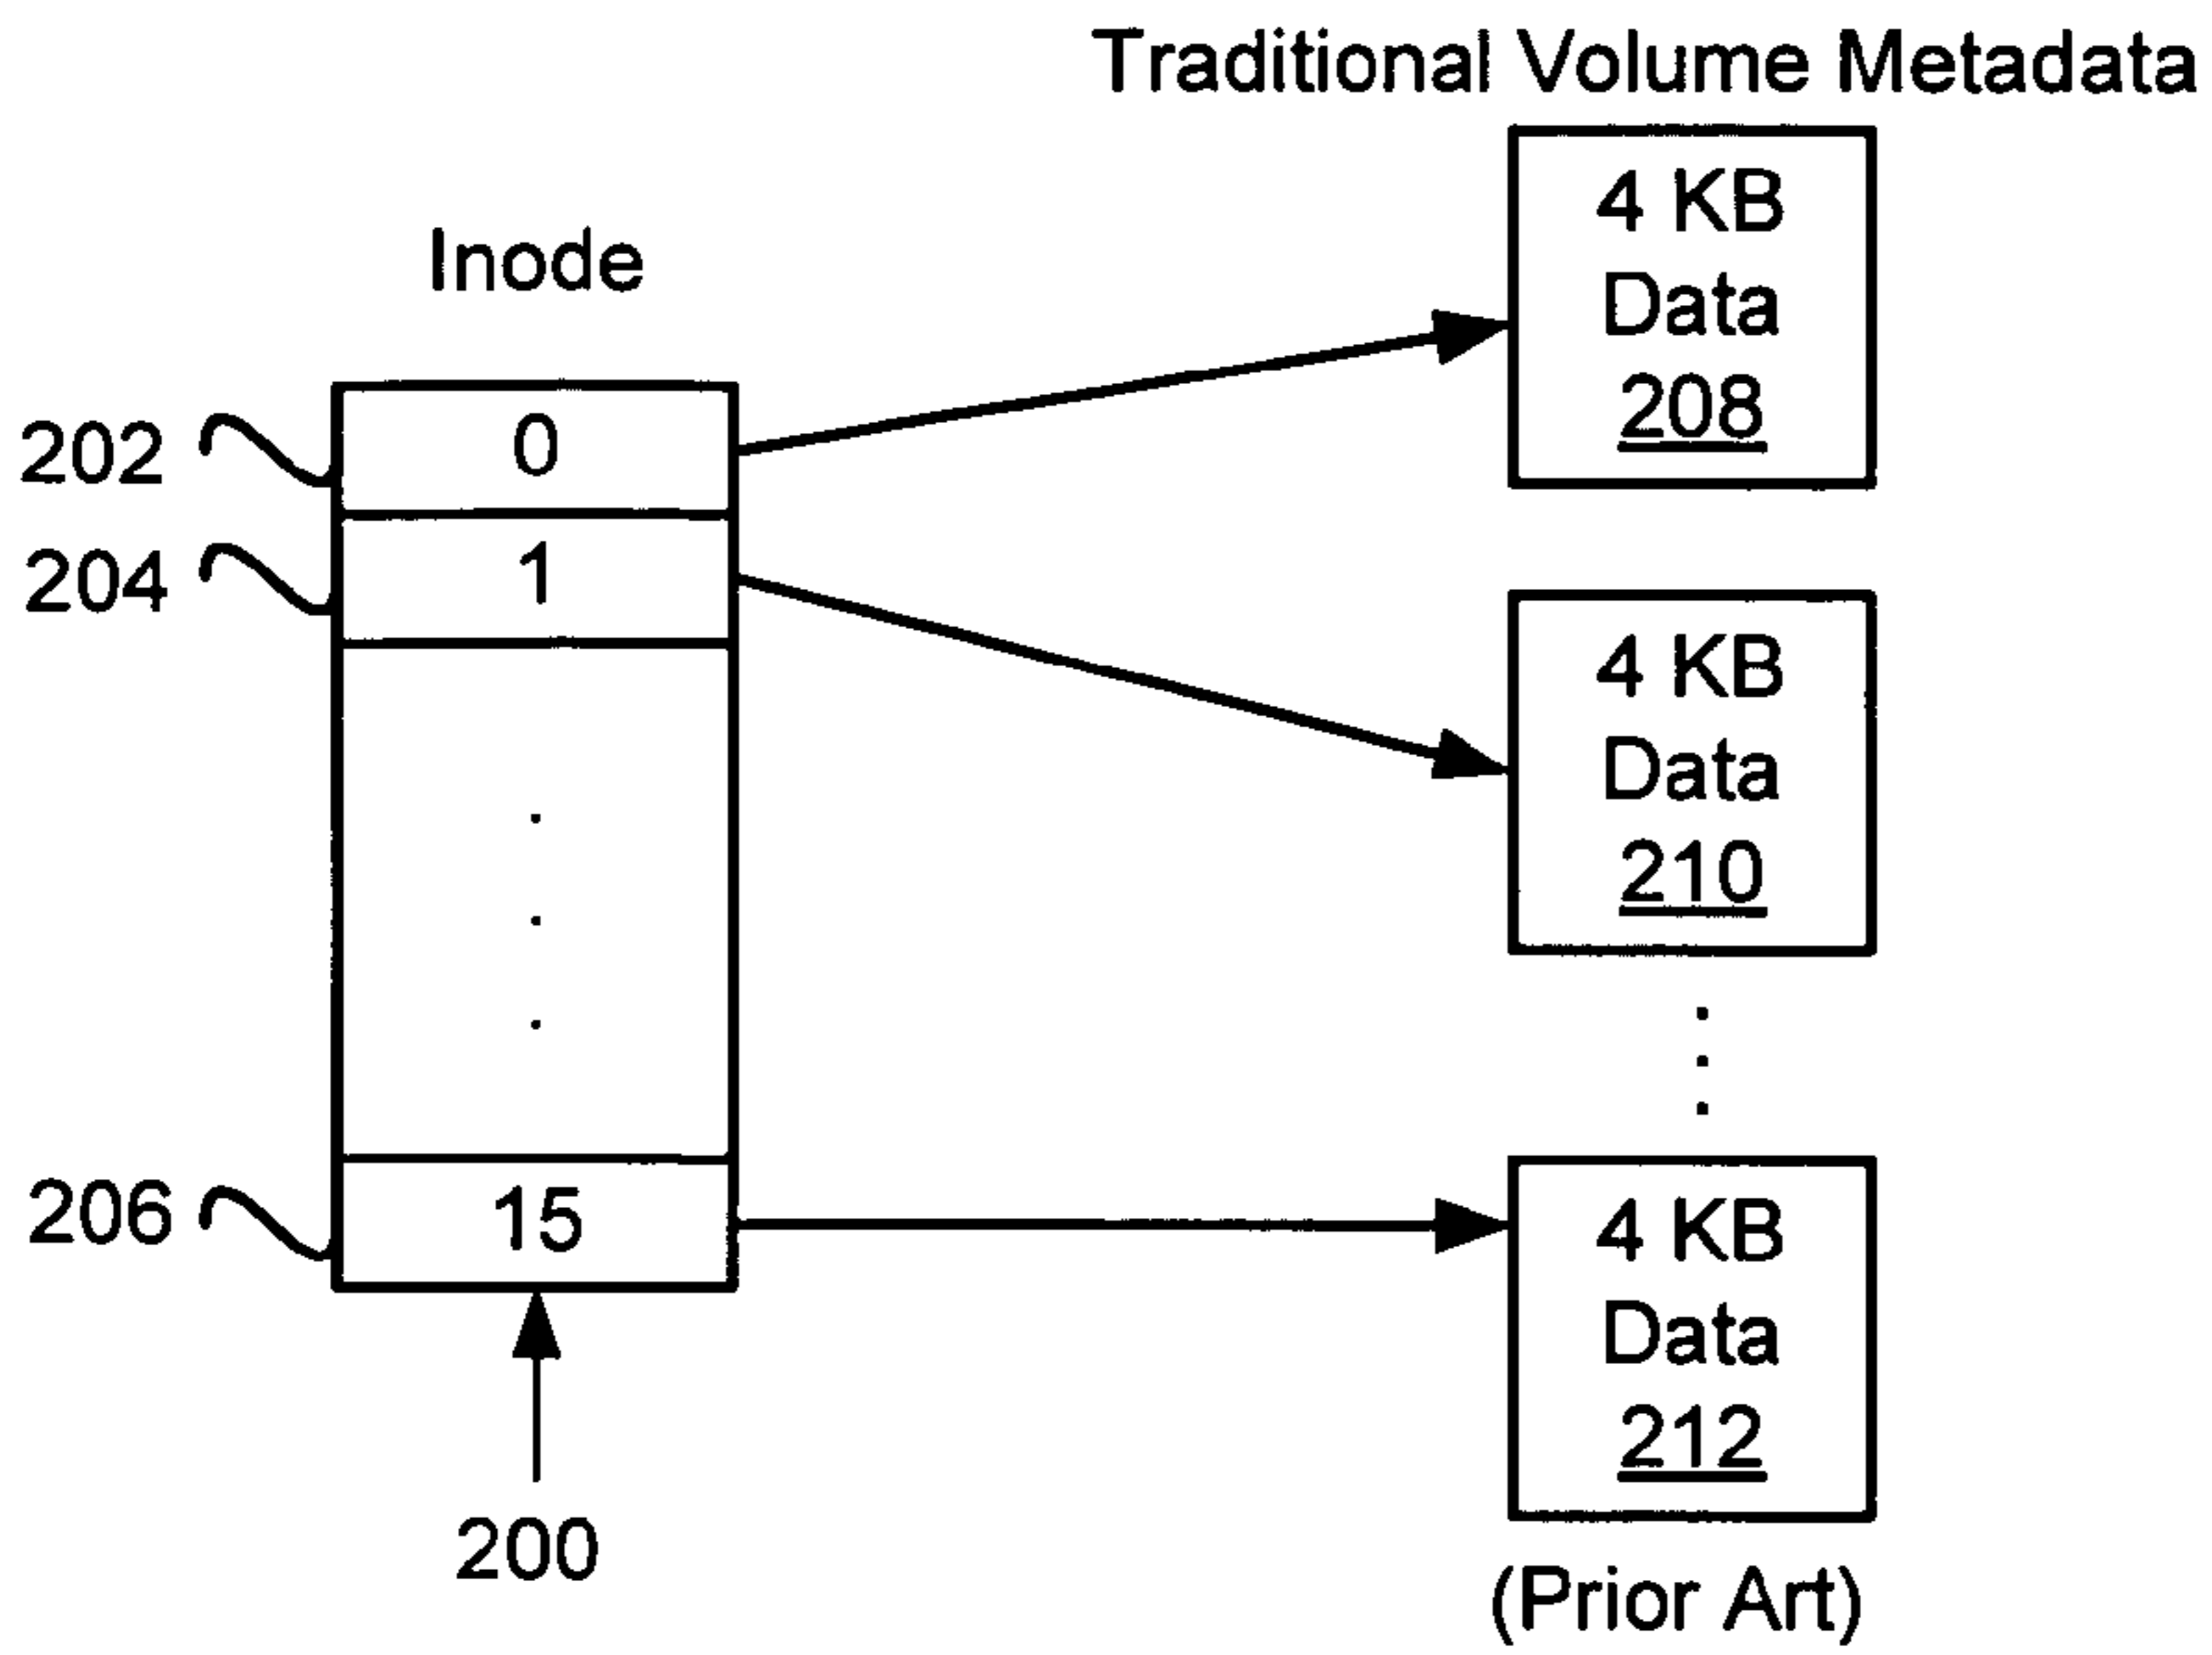 Traditional Volume Metadata
Inode
202
0
204
1
206
15
200
4 KB
Data
208
4 KB
Data
210
4 KB
Data
212
(Prior Art)